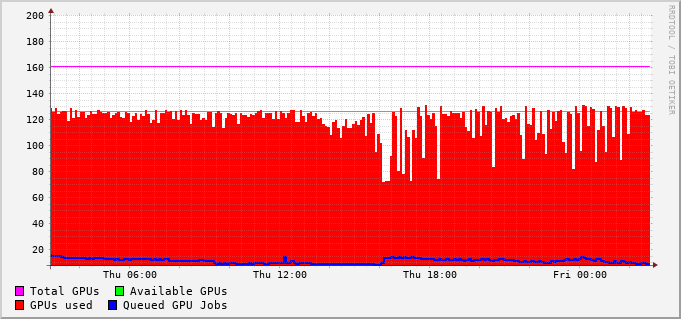 200
180
160
140
120
100
80
60
40
20
Thu 06:00 Thu 12:00 Thu 18:00 Fri 00:00
Total GPUs Available GPUs
GPUs used Queued GPU Jobs
RRDTOOL / TOBI OETIKER